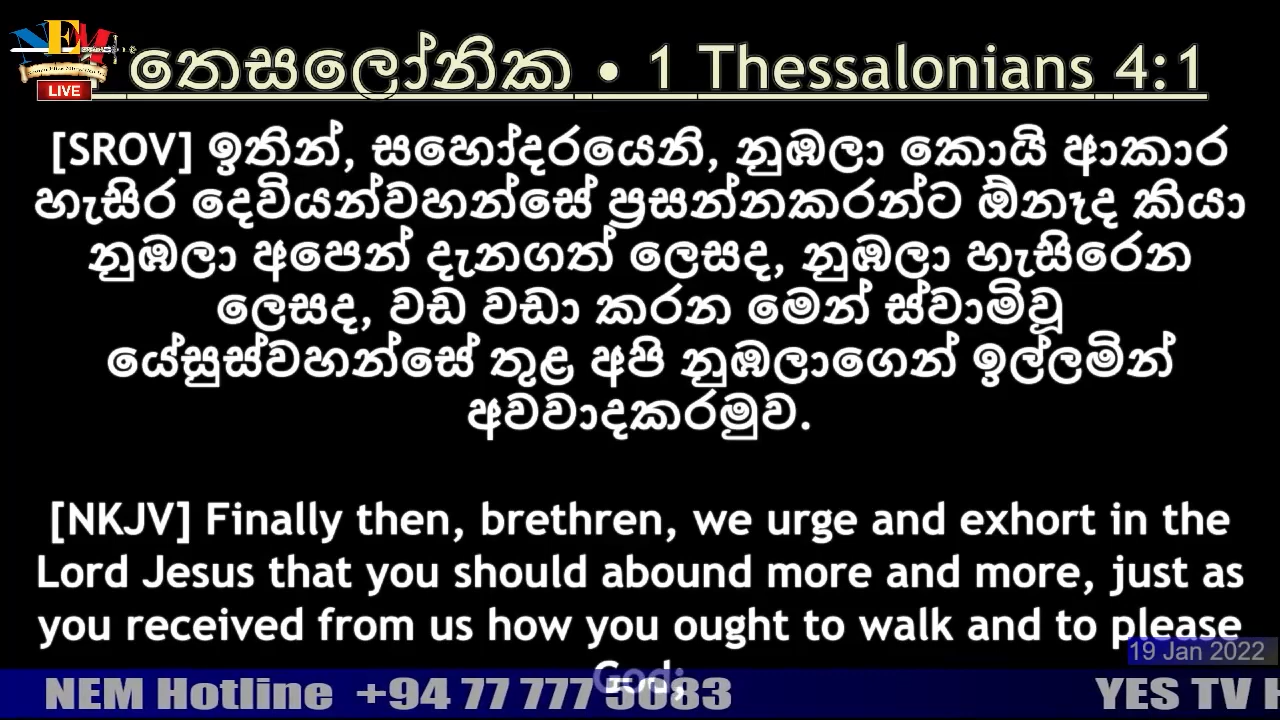 NEM
LIVE
තෙසලෝනික • 1 Thessalonians 4:1
[SROV] ඉතින්, සහෝදරයෙනි, නුඹලා කොයි ආකාර
හැසිර දෙවියන්වහන්සේ ප්‍රසන්නකරන්ට ඕනෑද කියා
නුඹලා අපෙන් දැනගත් ලෙසද, නුඹලා හැසිරෙන
ලෙසද, වඩ වඩා කරන මෙන් ස්වාමිවූ
යේසුස්වහන්සේ තුළ අපි නුඹලාගෙන් ඉල්ලමින්
අවවාදකරමුව.
[NKJV] Finally then, brethren, we urge and exhort in the
Lord Jesus that you should abound more and more, just as
you received from us how you ought to walk and to please
God;
19 Jan 2022
NEM Hotline +94 77 777 5083
YES TV H